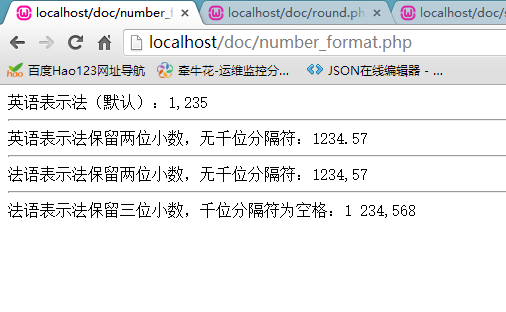 localhost/doc/number_f
localhost/doc/round.ph
localhost/doc/s
localhost/doc/number_format.php
hao
百度Hao123网址导航
牵牛花-运维监控分...
JSON在线编辑器 - ...
英语表示法（默认）：1,235
英语表示法保留两位小数，无千位分隔符：1234.57
法语表示法保留两位小数，无千位分隔符：1234,57
法语表示法保留三位小数，千位分隔符为空格：1 234,568